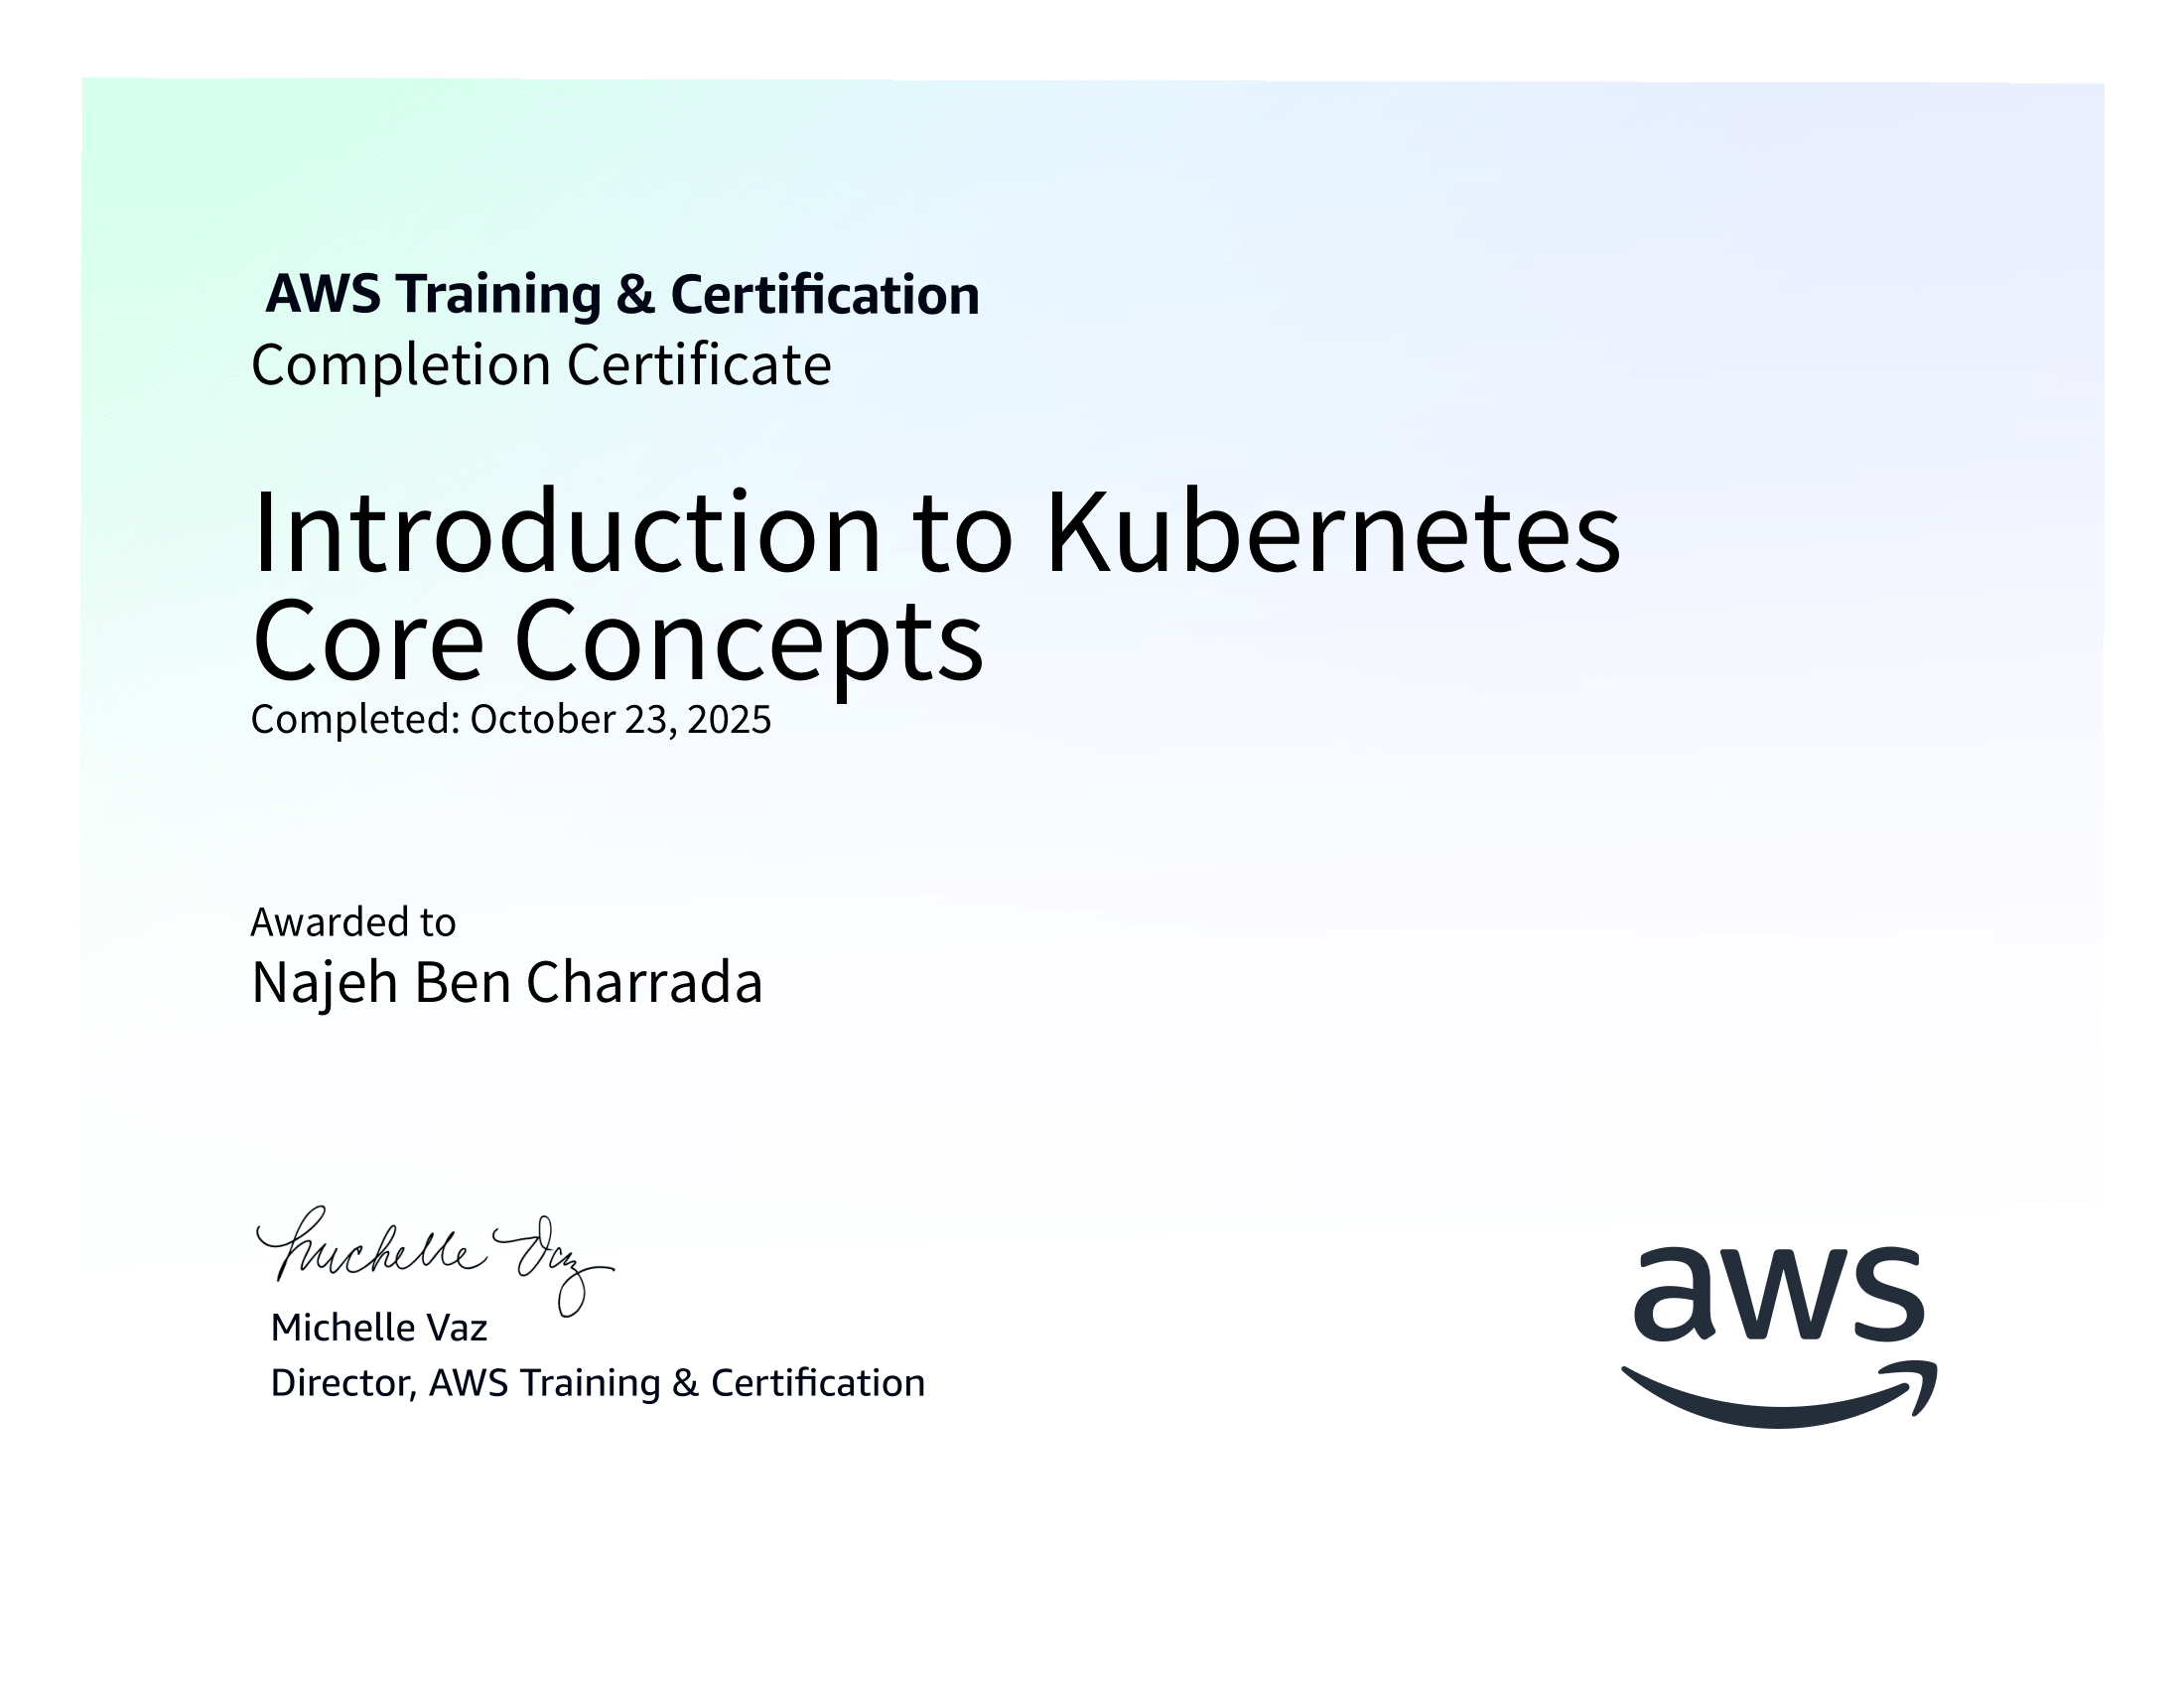 AWS Training & Certification
Completion Certificate
Introduction to Kubernetes
Core Concepts
Completed: October 23, 2025
Awarded to
Najeh Ben Charrada
Michelle Vaz
Michelle Vaz
Director, AWS Training & Certification
aws